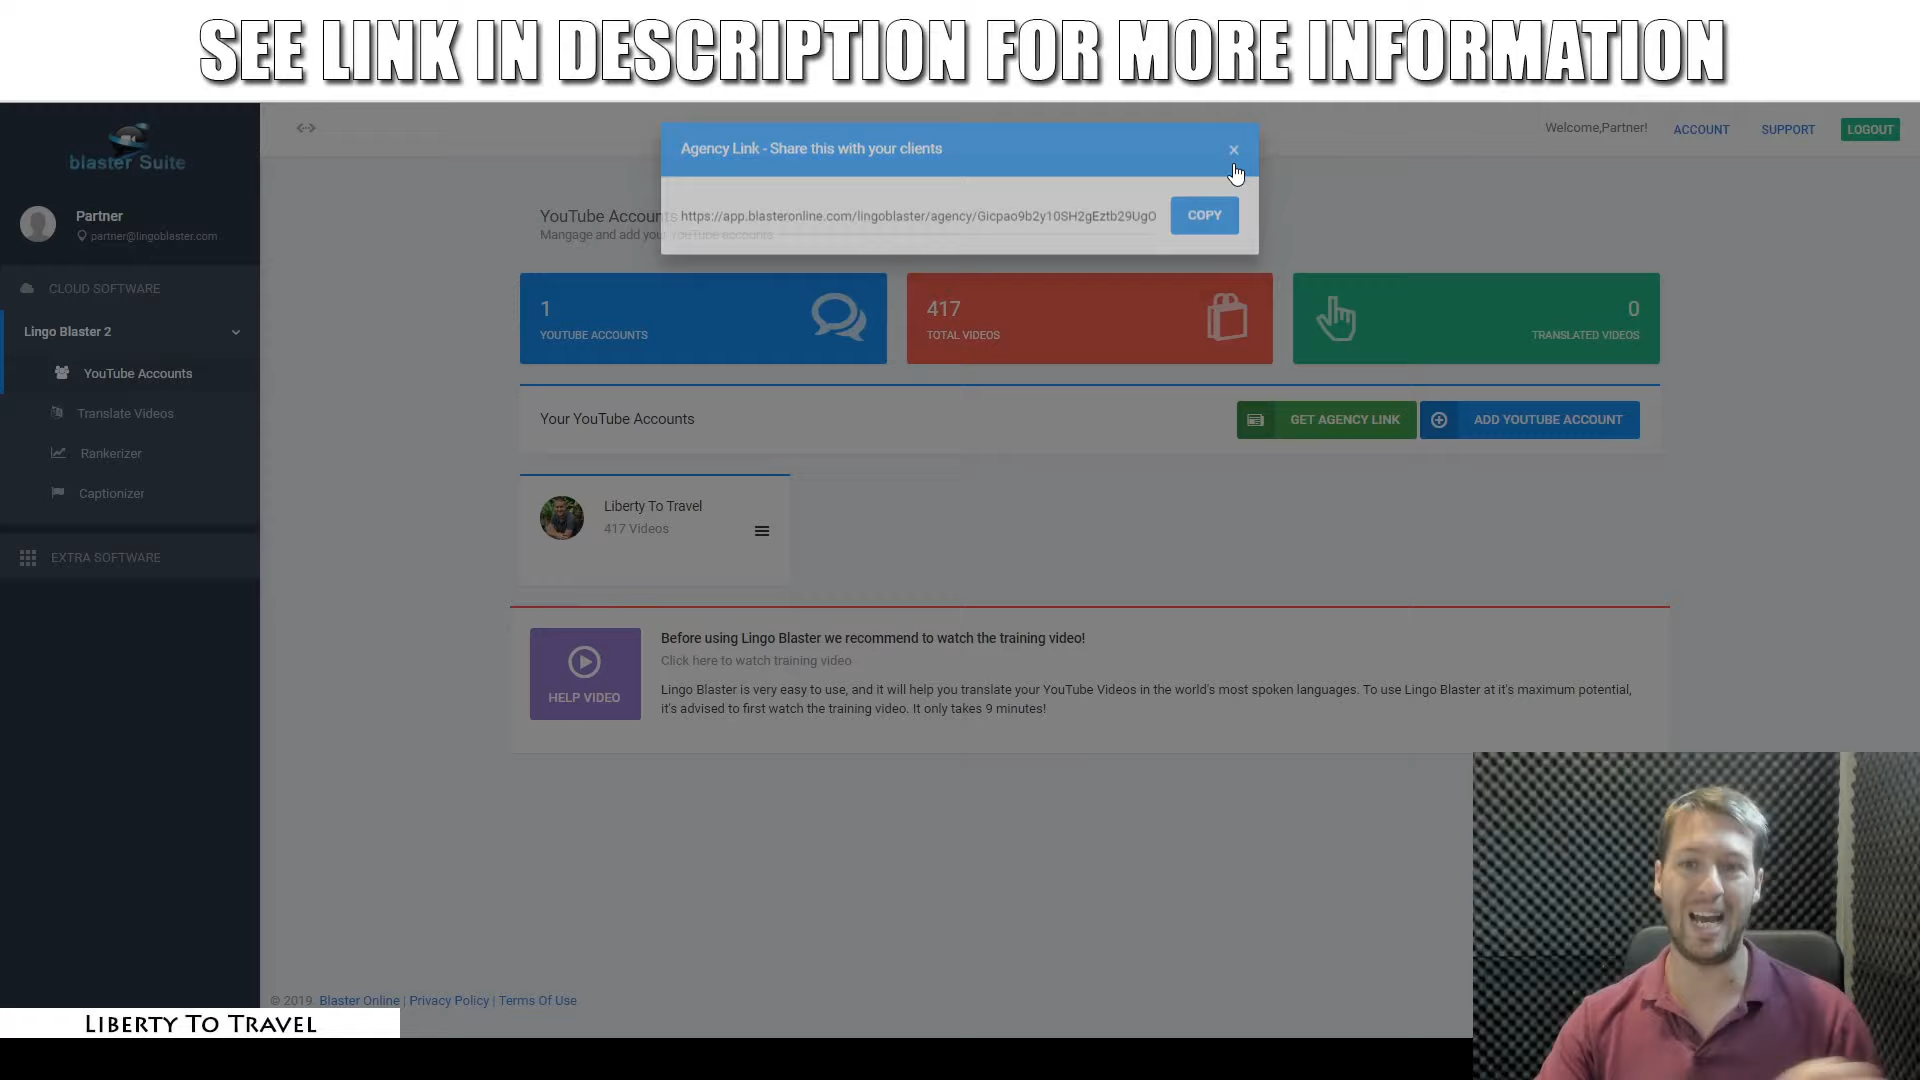 SEE LINK IN DESCRIPTION FOR MORE INFORMATION
blaster Suite
Welcome,Partner!
ACCOUNT
SUPPORT
LOGOUT
Agency Link - Share this with your clients
×
https://app.blasteronline.com/lingoblaster/agency/Gicpao9b2y10SH2gEztb29UgO
COPY
Partner
partner@lingoblaster.com
CLOUD SOFTWARE
Lingo Blaster 2
YouTube Accounts
Translate Videos
Rankerizer
Captionizer
EXTRA SOFTWARE
YouTube Accounts
Mangage and add your YouTube accounts
1
YOUTUBE ACCOUNTS
417
TOTAL VIDEOS
0
TRANSLATED VIDEOS
Your YouTube Accounts
GET AGENCY LINK
ADD YOUTUBE ACCOUNT
Liberty To Travel
417 Videos
HELP VIDEO
Before using Lingo Blaster we recommend to watch the training video!
Click here to watch training video
Lingo Blaster is very easy to use, and it will help you translate your YouTube Videos in the world's most spoken languages. To use Lingo Blaster at it's maximum potential,
it's advised to first watch the training video. It only takes 9 minutes!
© 2019. Blaster Online | Privacy Policy | Terms Of Use
LIBERTY TO TRAVEL